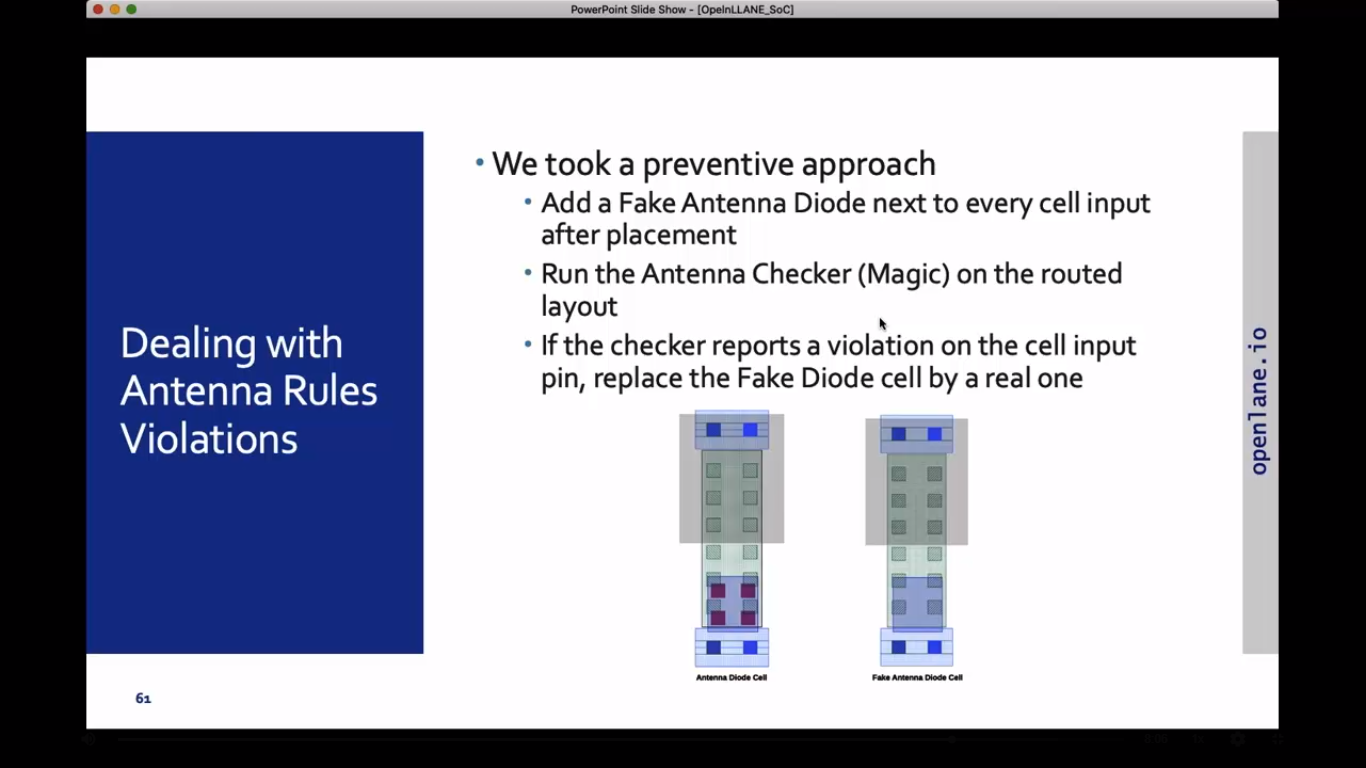 PowerPoint Slide Show - [OpeInLLANE_SoC]
Dealing with
Antenna Rules
Violations
• We took a preventive approach
• Add a Fake Antenna Diode next to every cell input
after placement
• Run the Antenna Checker (Magic) on the routed
layout
• If the checker reports a violation on the cell input
pin, replace the Fake Diode cell by a real one
Antenna Diode Cell
Fake Antenna Diode Cell
openlane.io
61